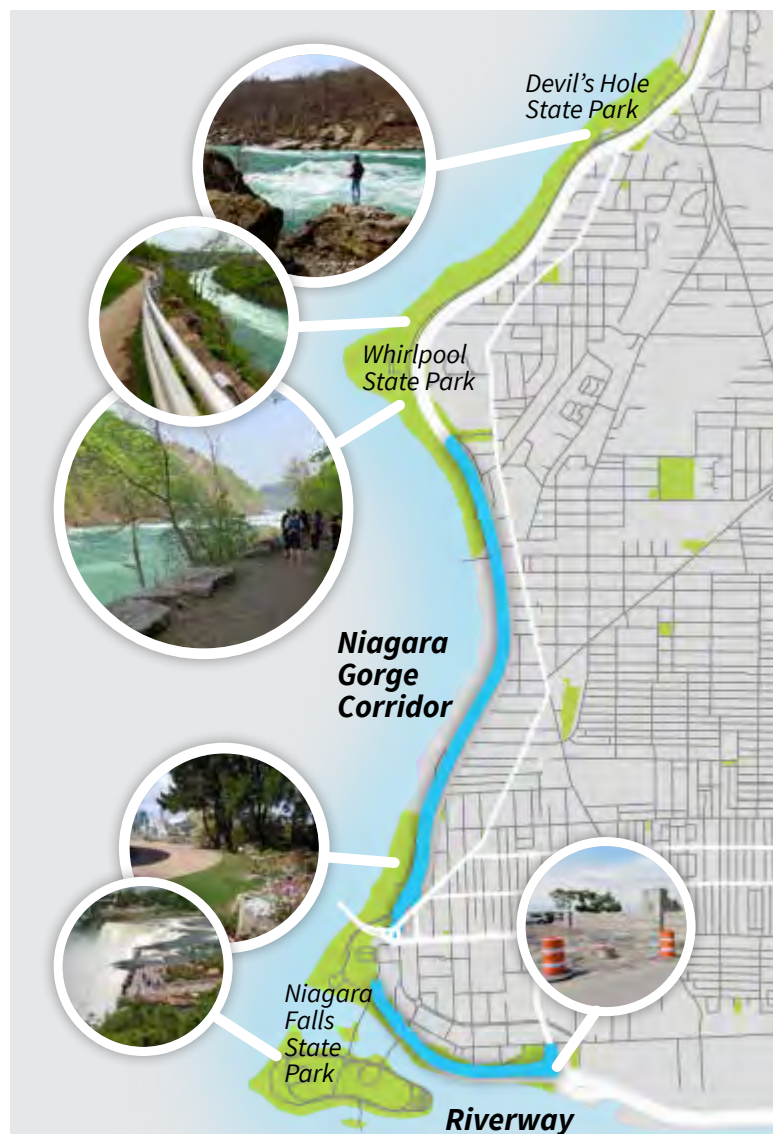 Devil’s Hole
State Park
Whirlpool
State Park
Niagara
Gorge
Corridor
Niagara
Falls
State
Park
Riverway